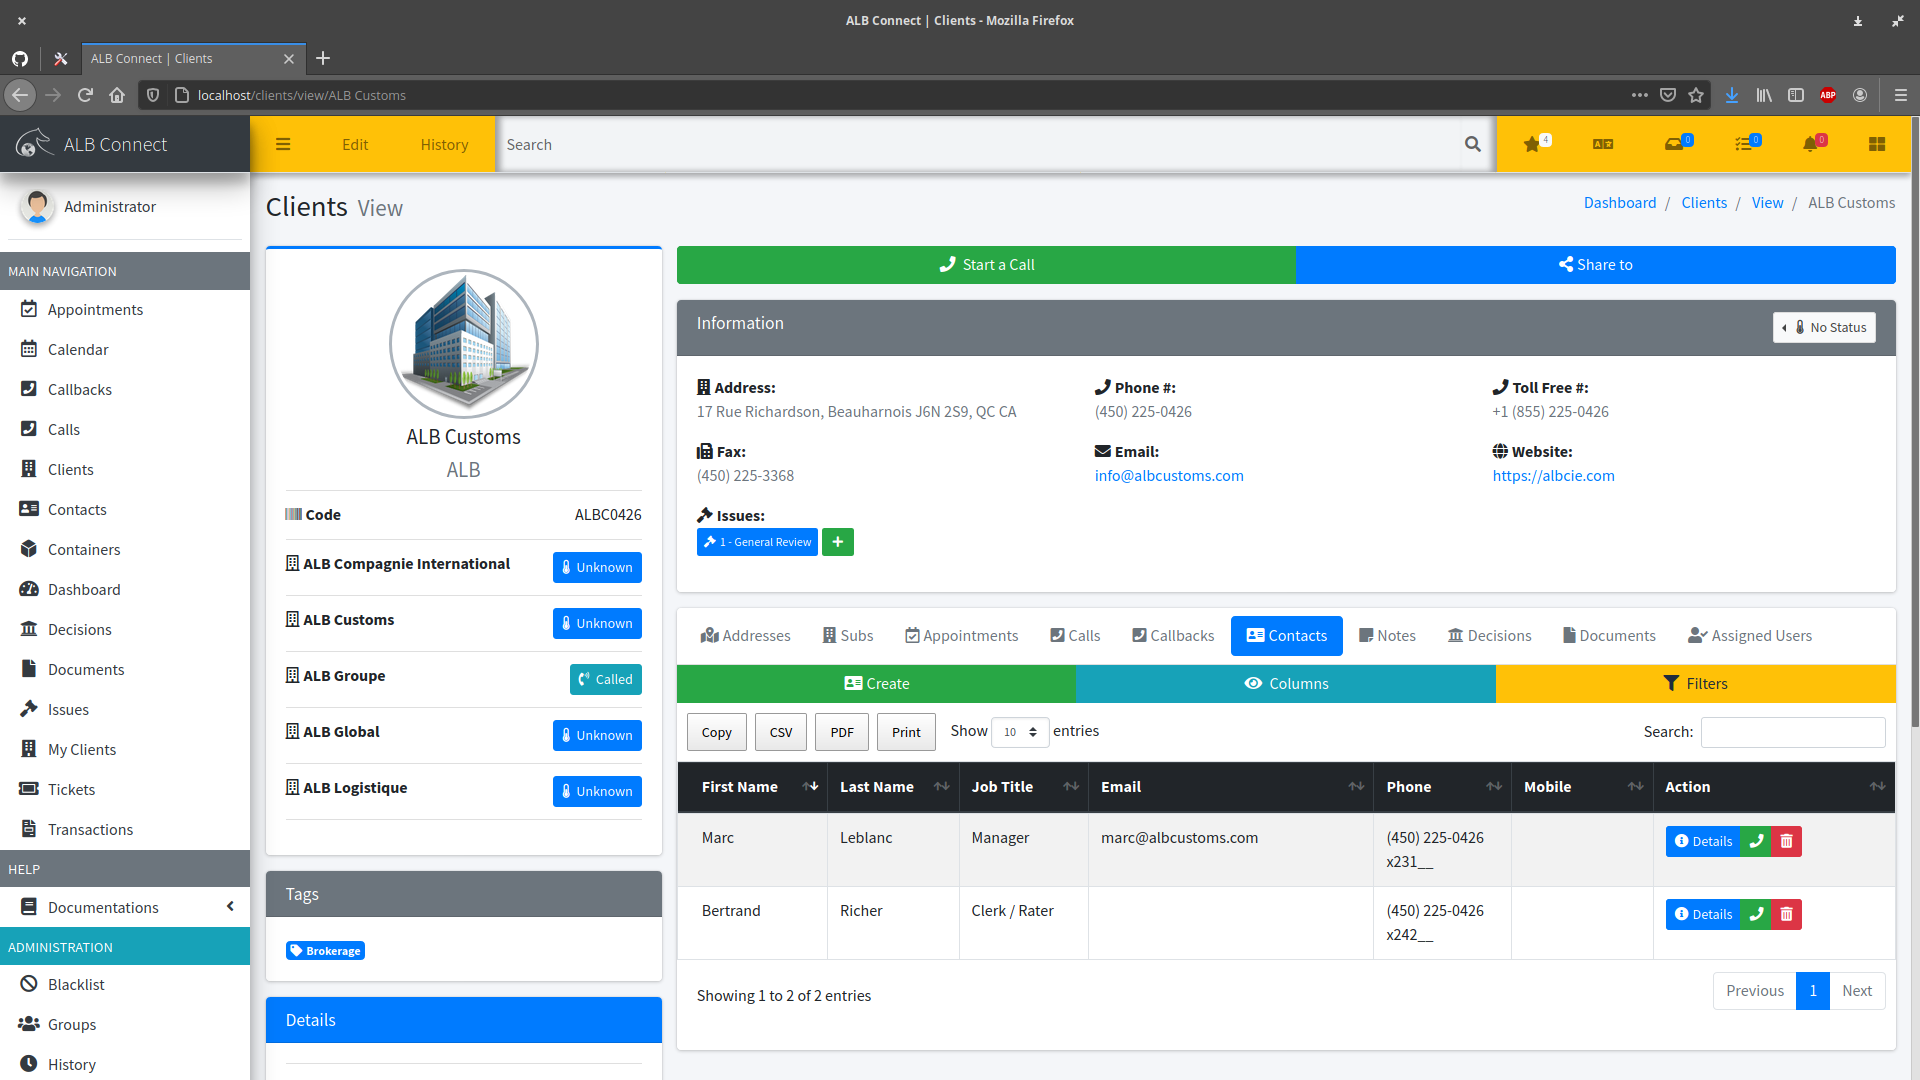 ALB Connect | Clients - Mozilla Firefox
ALB Connect | Clients
localhost/clients/view/ALB Customs
ABP
ALB Connect
Edit
History
Search
4
0
0
0
Administrator
Clients View
Dashboard / Clients / View / ALB Customs
MAIN NAVIGATION
Appointments
Calendar
Callbacks
Calls
Clients
Contacts
Containers
Dashboard
Decisions
Documents
Issues
My Clients
Tickets
Transactions
HELP
Documentations
ADMINISTRATION
Blacklist
Groups
History
ALB Customs
ALB
Code ALBC0426
ALB Compagnie International Unknown
ALB Customs Unknown
ALB Groupe Called
ALB Global Unknown
ALB Logistique Unknown
Tags
Brokerage
Details
Start a Call
Share to
Information
No Status
Address:
17 Rue Richardson, Beauharnois J6N 2S9, QC CA
Phone #:
(450) 225-0426
Toll Free #:
+1 (855) 225-0426
Fax:
(450) 225-3368
Email:
info@albcustoms.com
Website:
https://albcie.com
Issues:
1 - General Review
Addresses Subs Appointments Calls Callbacks Contacts Notes Decisions Documents Assigned Users
Create Columns Filters
Copy CSV PDF Print Show 10 entries Search:
First Name Last Name Job Title Email Phone Mobile Action
Marc Leblanc Manager marc@albcustoms.com (450) 225-0426 Details
x231__
Bertrand Richer Clerk / Rater (450) 225-0426 Details
x242__
Showing 1 to 2 of 2 entries
Previous 1 Next